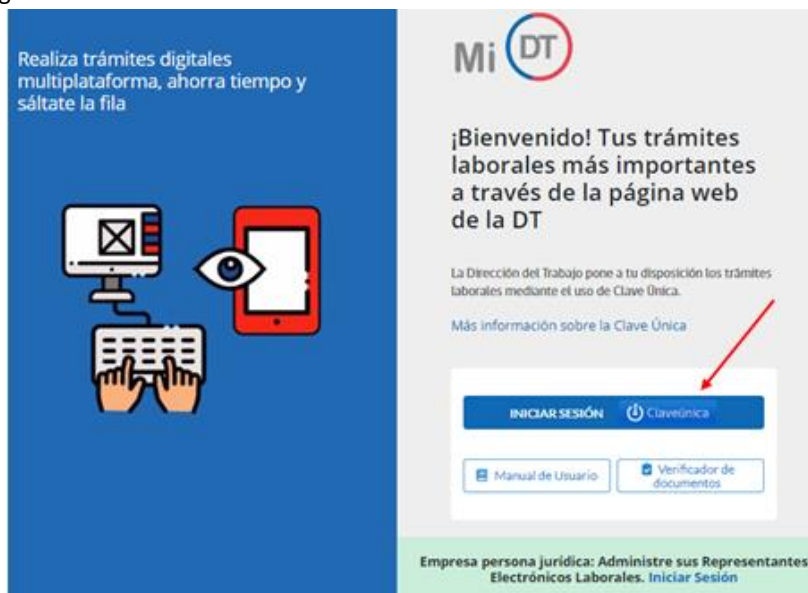 Realiza trámites digitales
multiplataforma, ahorra tiempo y
sáltate la fila
Mi DT
¡Bienvenido! Tus trámites
laborales más importantes
a través de la página web
de la DT
La Dirección del Trabajo pone a tu disposición los trámites
laborales mediante el uso de Clave Única.
Más información sobre la Clave Única
INICIAR SESIÓN ClaveÚnica
Manual de Usuario
Verificador de
documentos
Empresa persona jurídica: Administre sus Representantes
Electrónicos Laborales. Iniciar Sesión